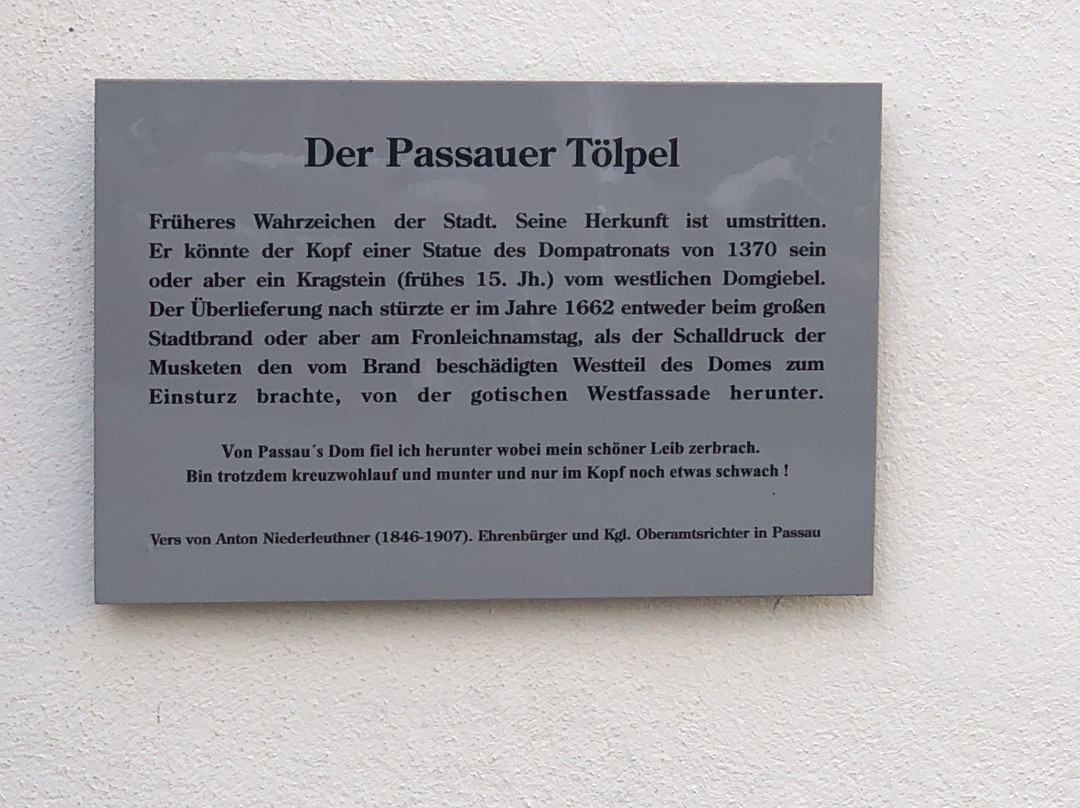 Der Passauer Tölpel
Früheres Wahrzeichen der Stadt. Seine Herkunft ist umstritten.
Er könnte der Kopf einer Statue des Dompatronats von 1370 sein
oder aber ein Kragstein (frühes 15. Jh.) vom westlichen Domgiebel.
Der Überlieferung nach stürzte er im Jahre 1662 entweder beim großen
Stadtbrand oder aber am Fronleichnamstag, als der Schalldruck der
Musketen den vom Brand beschädigten Westteil des Domes zum
Einsturz brachte, von der gotischen Westfassade herunter.
Von Passau´s Dom fiel ich herunter wobei mein schöner Leib zerbrach.
Bin trotzdem kreuzwohlauf und munter und nur im Kopf noch etwas schwach !
Vers von Anton Niederleuthner (1846-1907). Ehrenbürger und Kgl. Oberamtsrichter in Passau